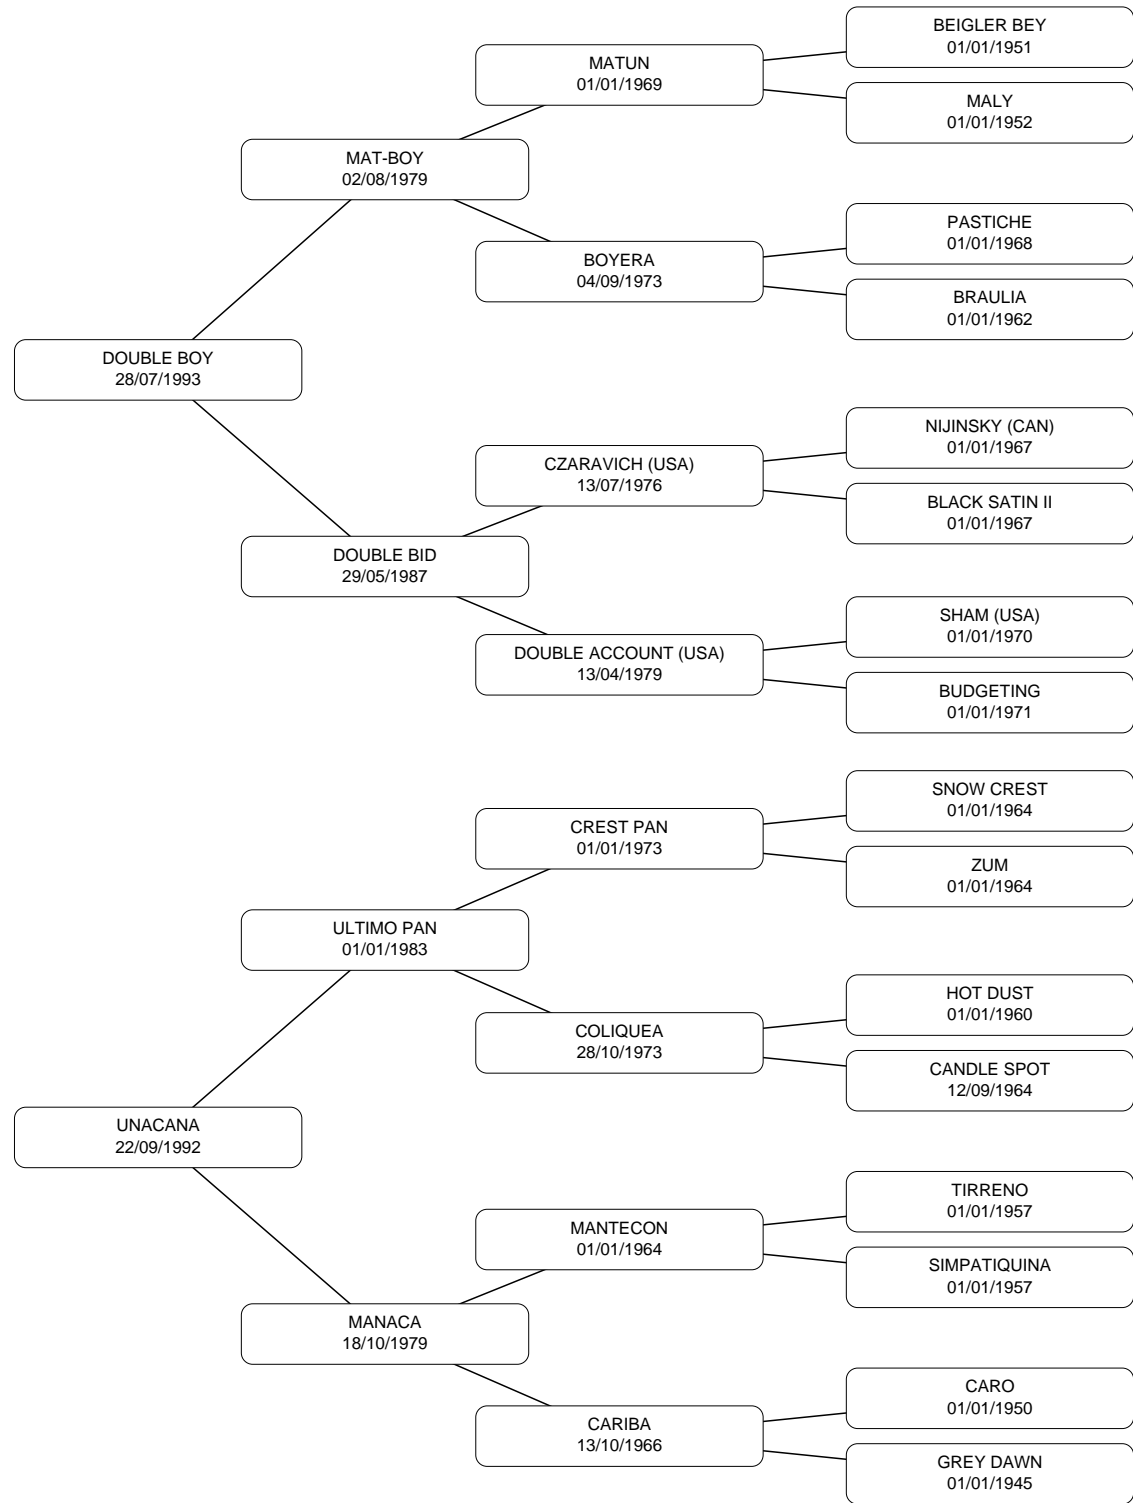 BEIGLER BEY
01/01/1951
MATUN
01/01/1969
MALY
01/01/1952
MAT-BOY
02/08/1979
PASTICHE
01/01/1968
BOYERA
04/09/1973
BRAULIA
01/01/1962
DOUBLE BOY
28/07/1993
NIJINSKY (CAN)
01/01/1967
CZARAVICH (USA)
13/07/1976
BLACK SATIN II
01/01/1967
DOUBLE BID
29/05/1987
SHAM (USA)
01/01/1970
DOUBLE ACCOUNT (USA)
13/04/1979
BUDGETING
01/01/1971
SNOW CREST
01/01/1964
CREST PAN
01/01/1973
ZUM
01/01/1964
ULTIMO PAN
01/01/1983
HOT DUST
01/01/1960
COLIQUEA
28/10/1973
CANDLE SPOT
12/09/1964
UNACANA
22/09/1992
TIRRENO
01/01/1957
MANTECON
01/01/1964
SIMPATIQUINA
01/01/1957
MANACA
18/10/1979
CARO
01/01/1950
CARIBA
13/10/1966
GREY DAWN
01/01/1945